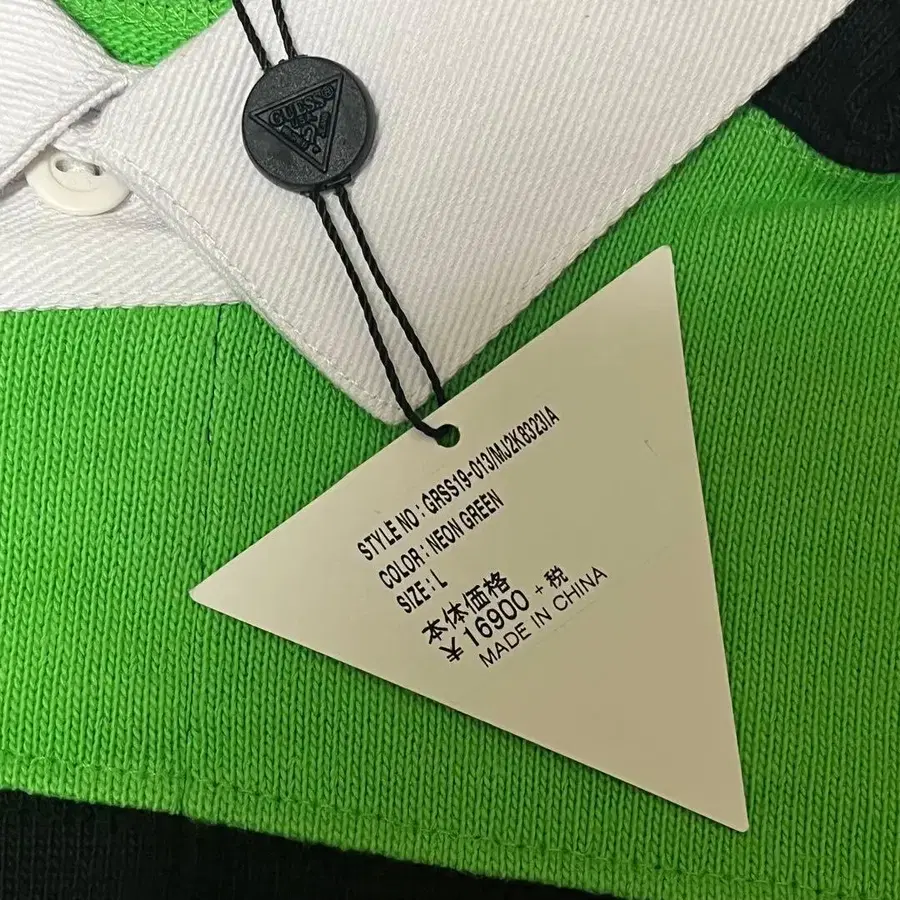 GUESS®
USA
?
STYLE NO : GRSS19-013/MJ2K8323IA
COLOR : NEON GREEN
SIZE : L
本体価格
¥16900 +税
MADE IN CHINA